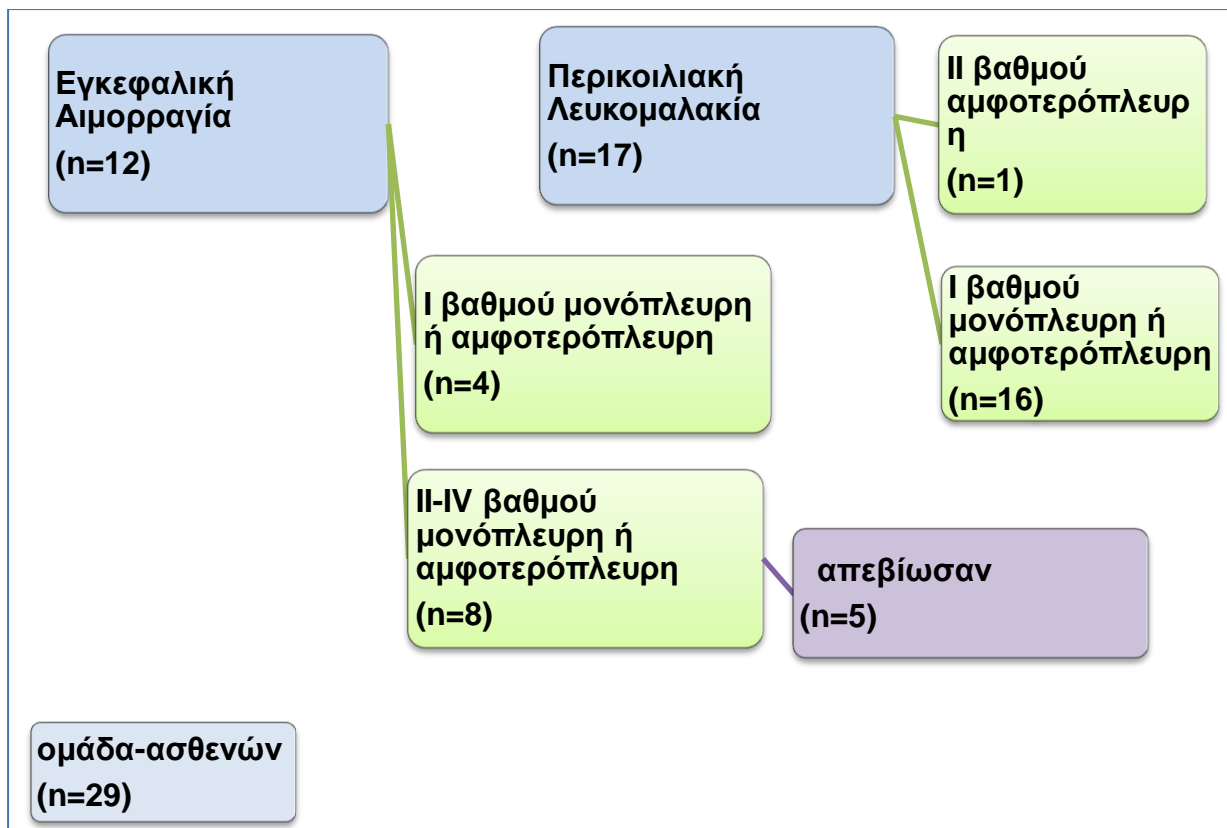 Εγκεφαλική
Αιμορραγία
(n=12)
Περικοιλιακή
Λευκομαλακία
(n=17)
II βαθμού
αμφοτερόπλευρ
η
(n=1)
I βαθμού
μονόπλευρη ή
αμφοτερόπλευρη
(n=16)
I βαθμού μονόπλευρη
ή αμφοτερόπλευρη
(n=4)
II-IV βαθμού
μονόπλευρη ή
αμφοτερόπλευρη
(n=8)
απεβίωσαν
(n=5)
ομάδα-ασθενών
(n=29)